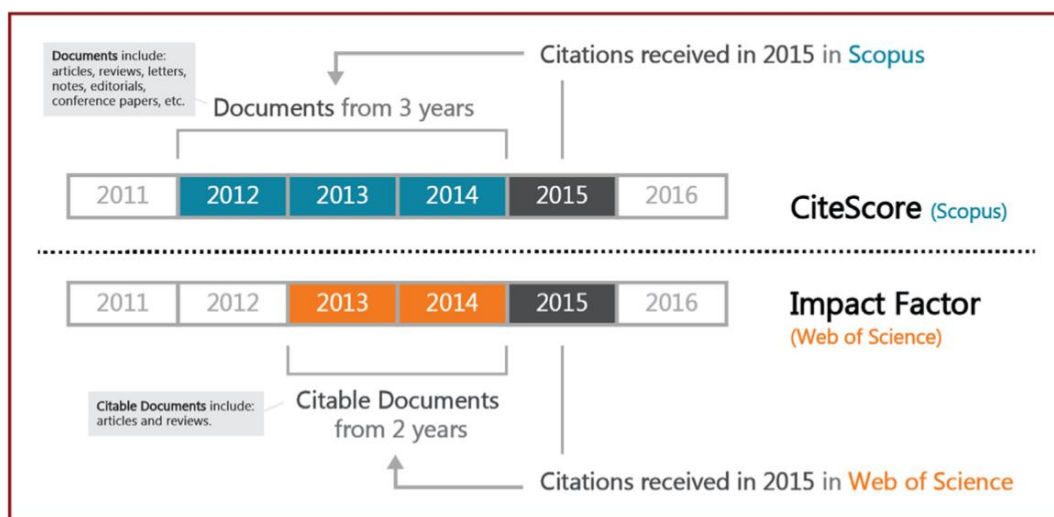 Documents include:
articles, reviews, letters,
notes, editorials,
conference papers, etc.
Citations received in 2015 in Scopus
Documents from 3 years
2011 2012 2013 2014 2015 2016
CiteScore (Scopus)
2011 2012 2013 2014 2015 2016
Impact Factor
(Web of Science)
Citable Documents include:
articles and reviews.
Citable Documents
from 2 years
Citations received in 2015 in Web of Science